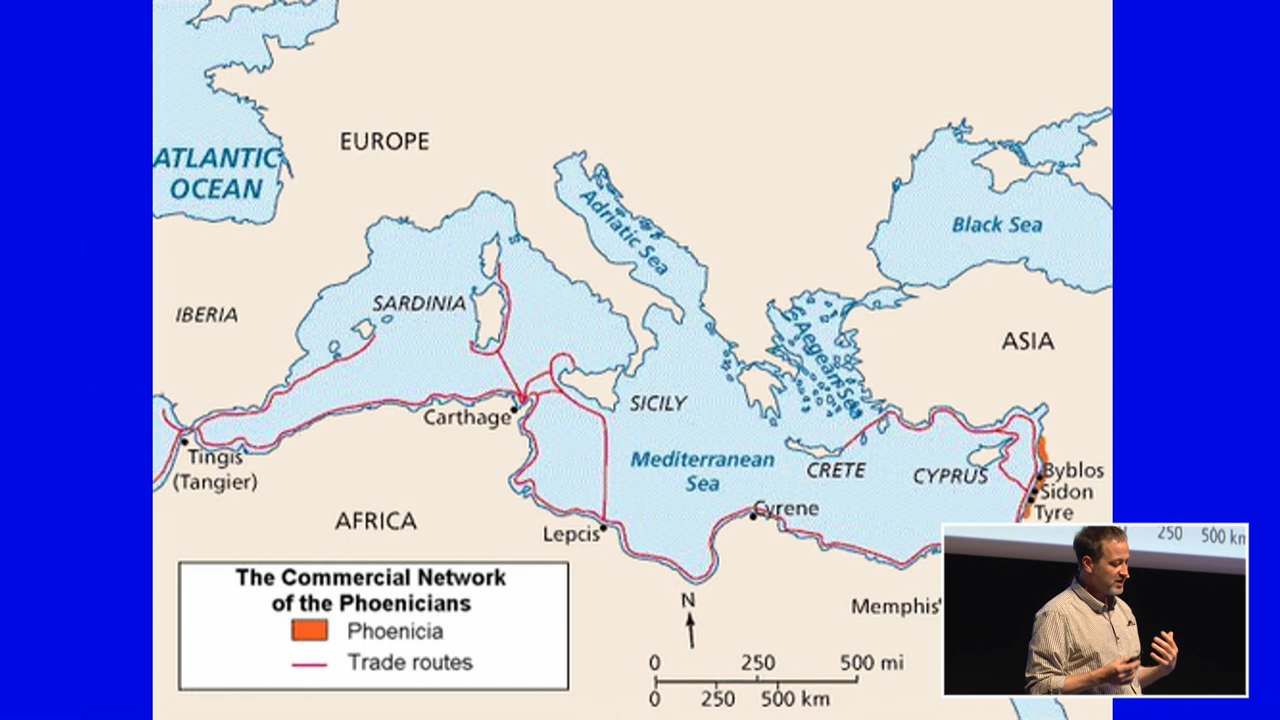 EUROPE
ATLANTIC
OCEAN
Adriatic Sea
Black Sea
IBERIA
SARDINIA
Aegean Sea
ASIA
Carthage
SICILY
Tingis
(Tangier)
Mediterranean
Sea
CRETE
CYPRUS
Byblos
Sidon
Tyre
AFRICA
Lepcis
Cyrene
Memphis
The Commercial Network
of the Phoenicians
Phoenicia
Trade routes
N
0 250 500 mi
0 250 500 km
250 500 km